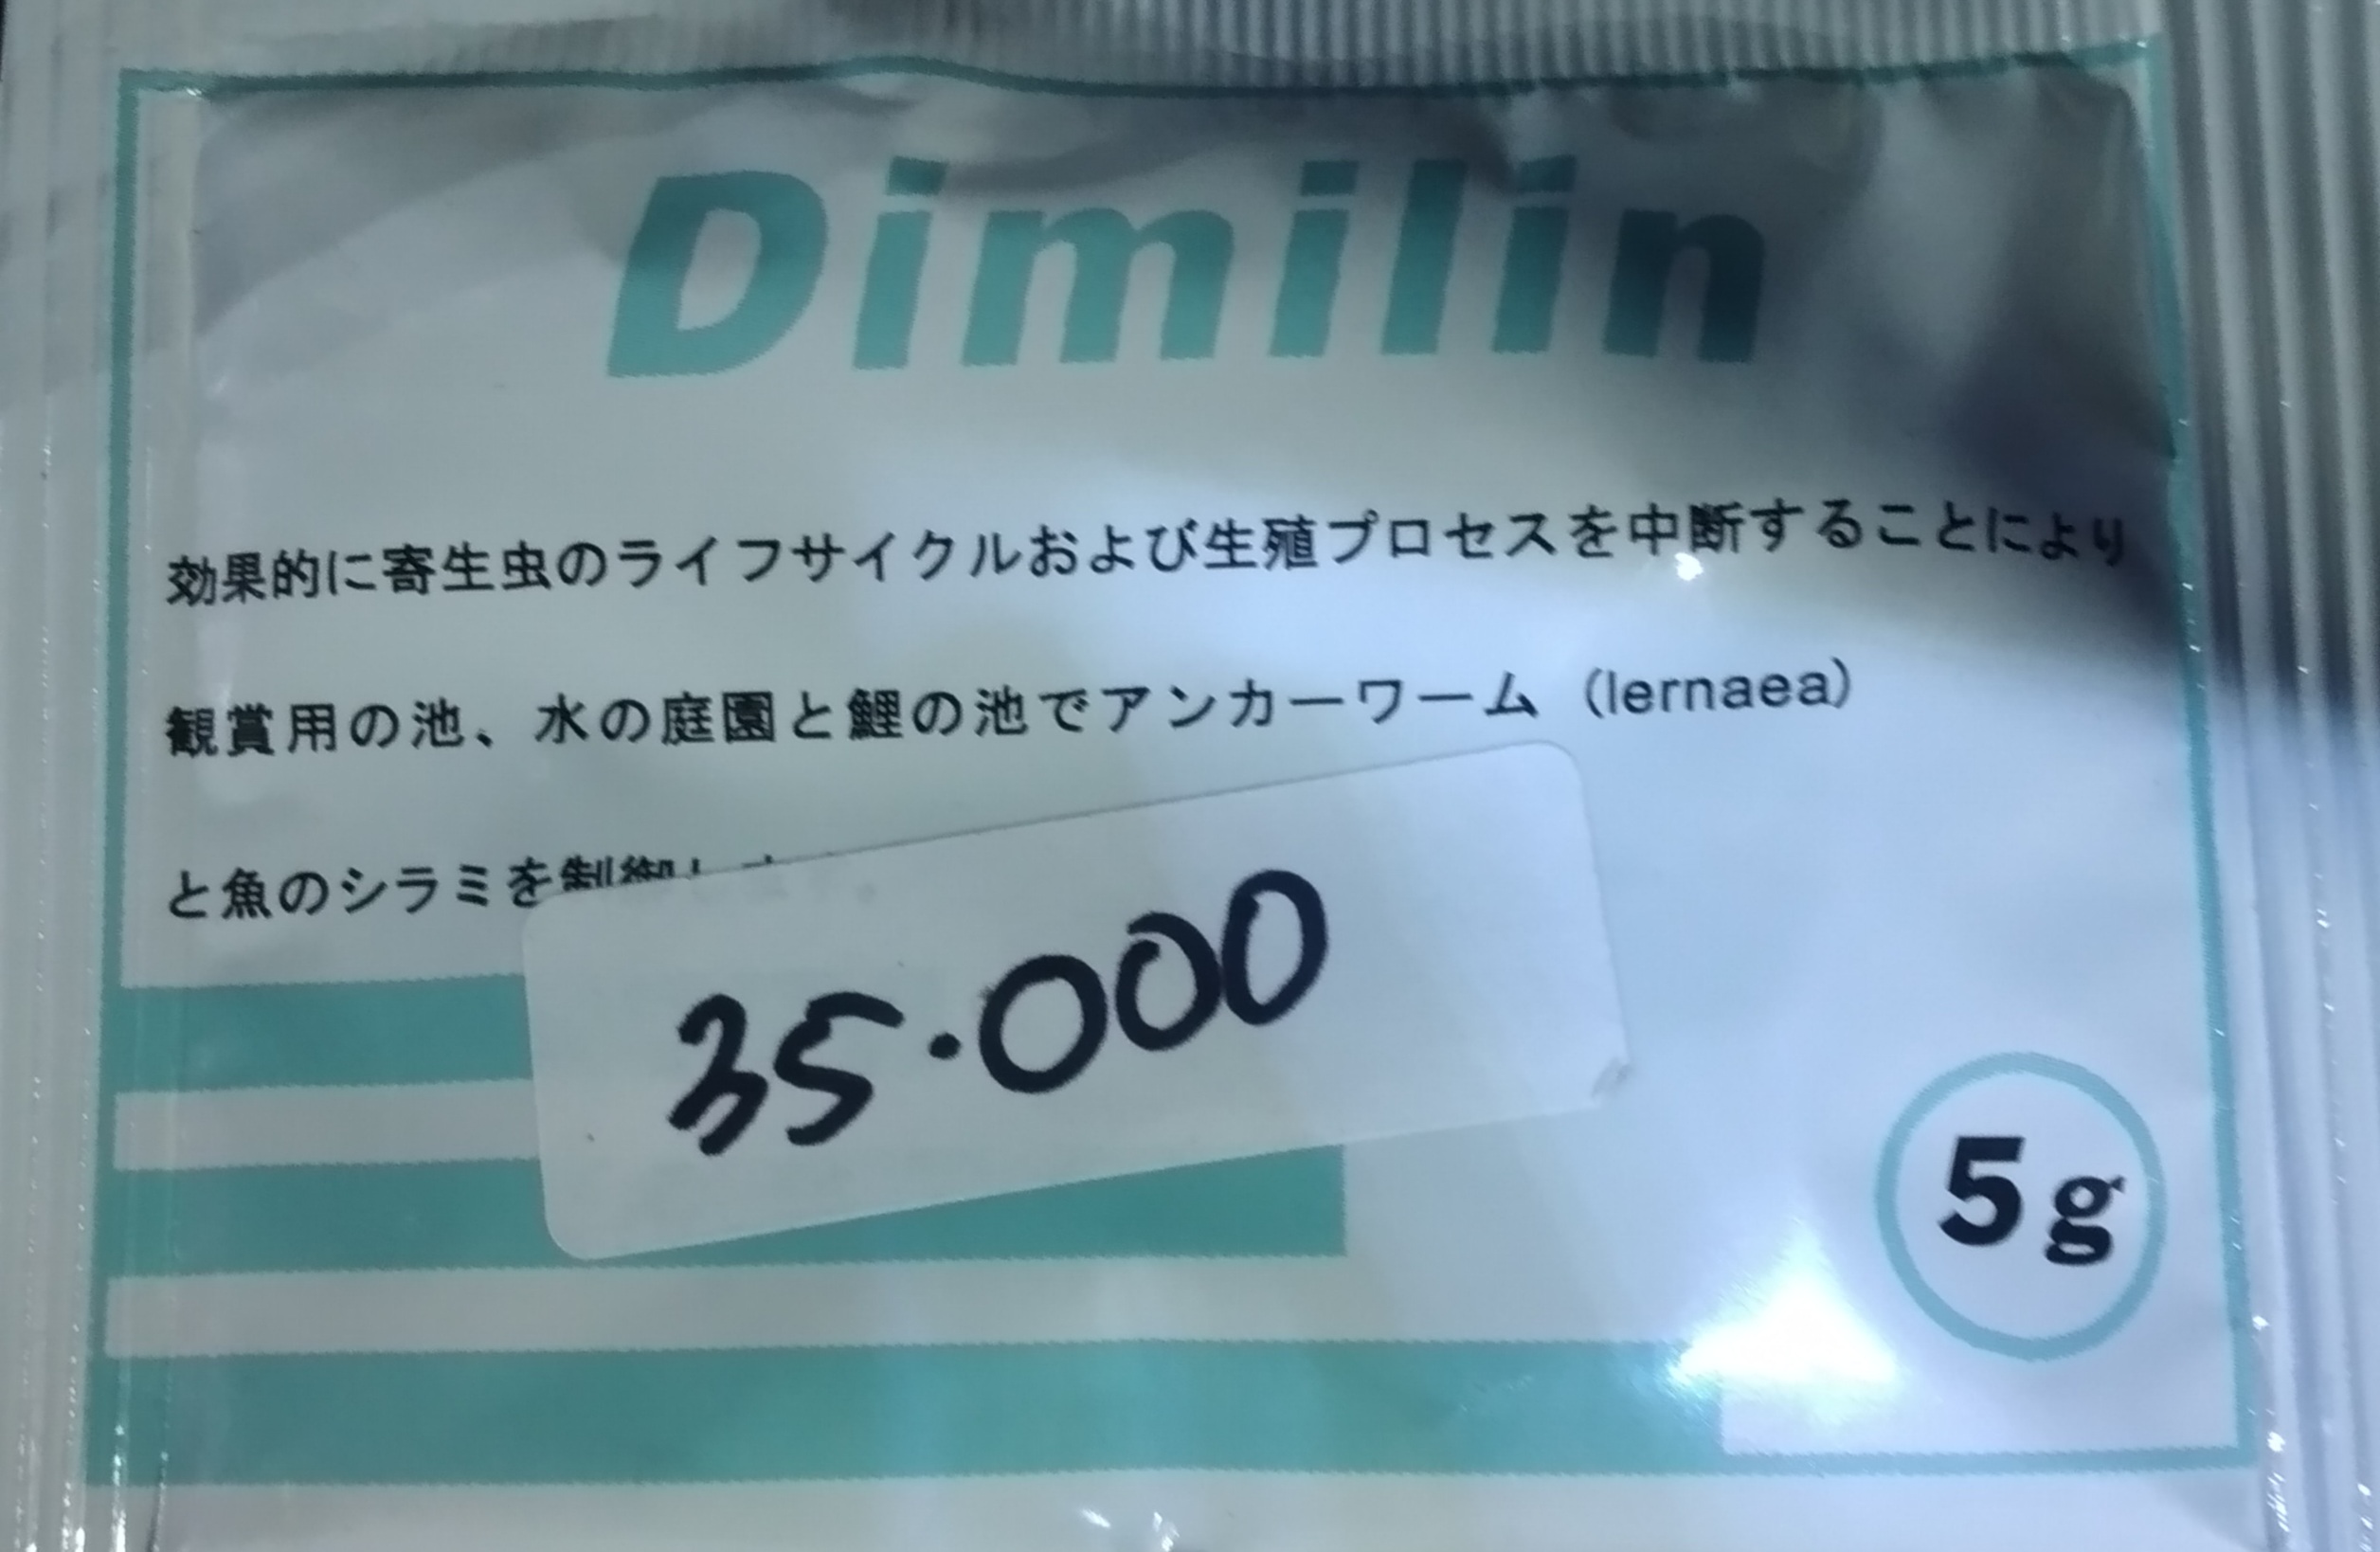 Dimilin
効果的に寄生虫のライフサイクルおよび生殖プロセスを中断することにより
観賞用の池、水の庭園と鯉の池でアンカーワーム（lernaea）
と魚のシラミを制御し
35.000
5g